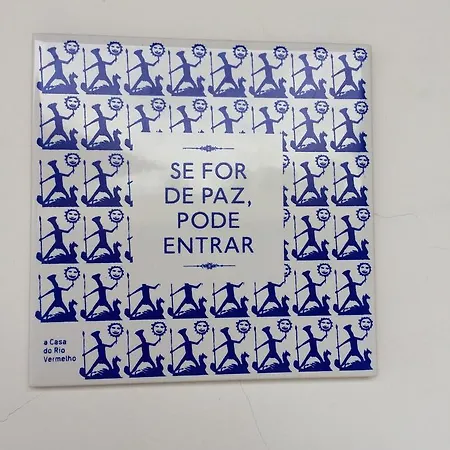 SE FOR
DE PAZ,
PODE
ENTRAR
a Casa
do Rio
Vermelho